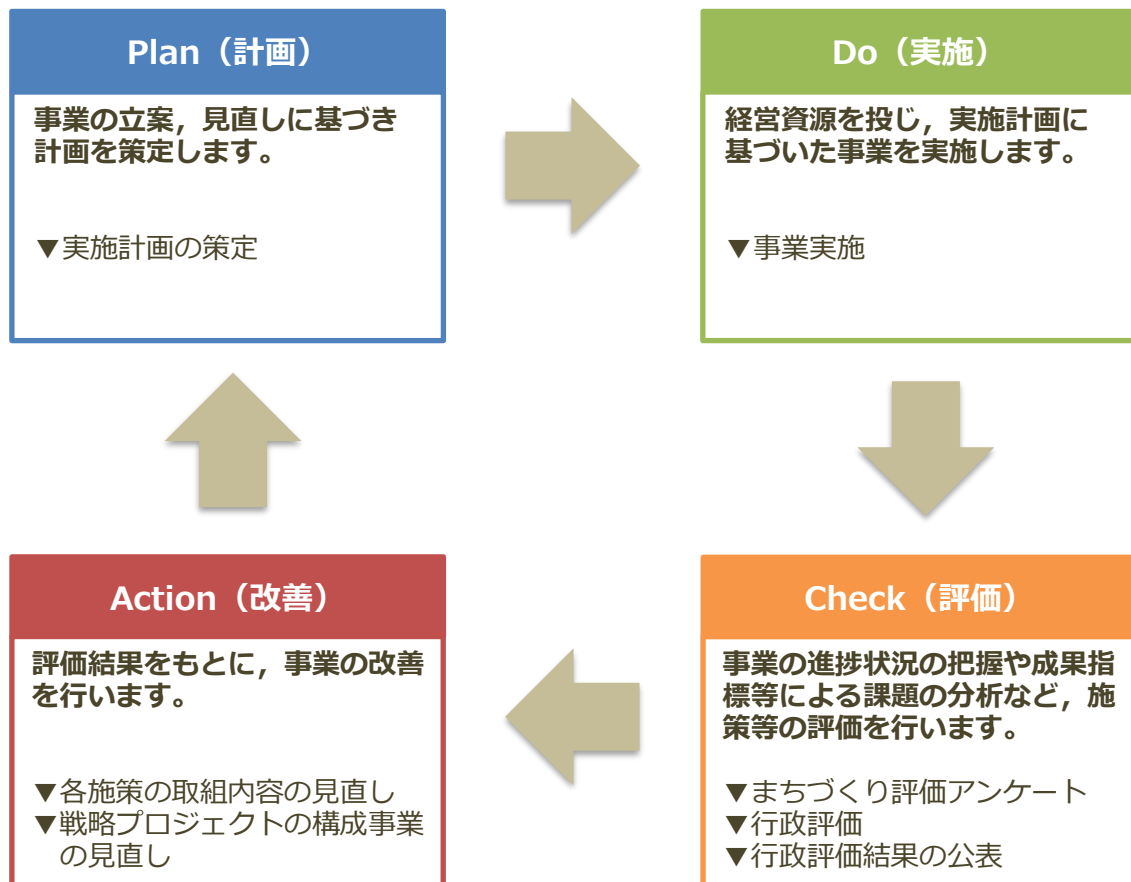 Plan（計画）
事業の立案，見直しに基づき
計画を策定します。
▼実施計画の策定
Do（実施）
経営資源を投じ，実施計画に
基づいた事業を実施します。
▼事業実施
Action（改善）
評価結果をもとに，事業の改善
を行います。
▼各施策の取組内容の見直し
▼戦略プロジェクトの構成事業
の見直し
Check（評価）
事業の進捗状況の把握や成果指
標等による課題の分析など，施
策等の評価を行います。
▼まちづくり評価アンケート
▼行政評価
▼行政評価結果の公表